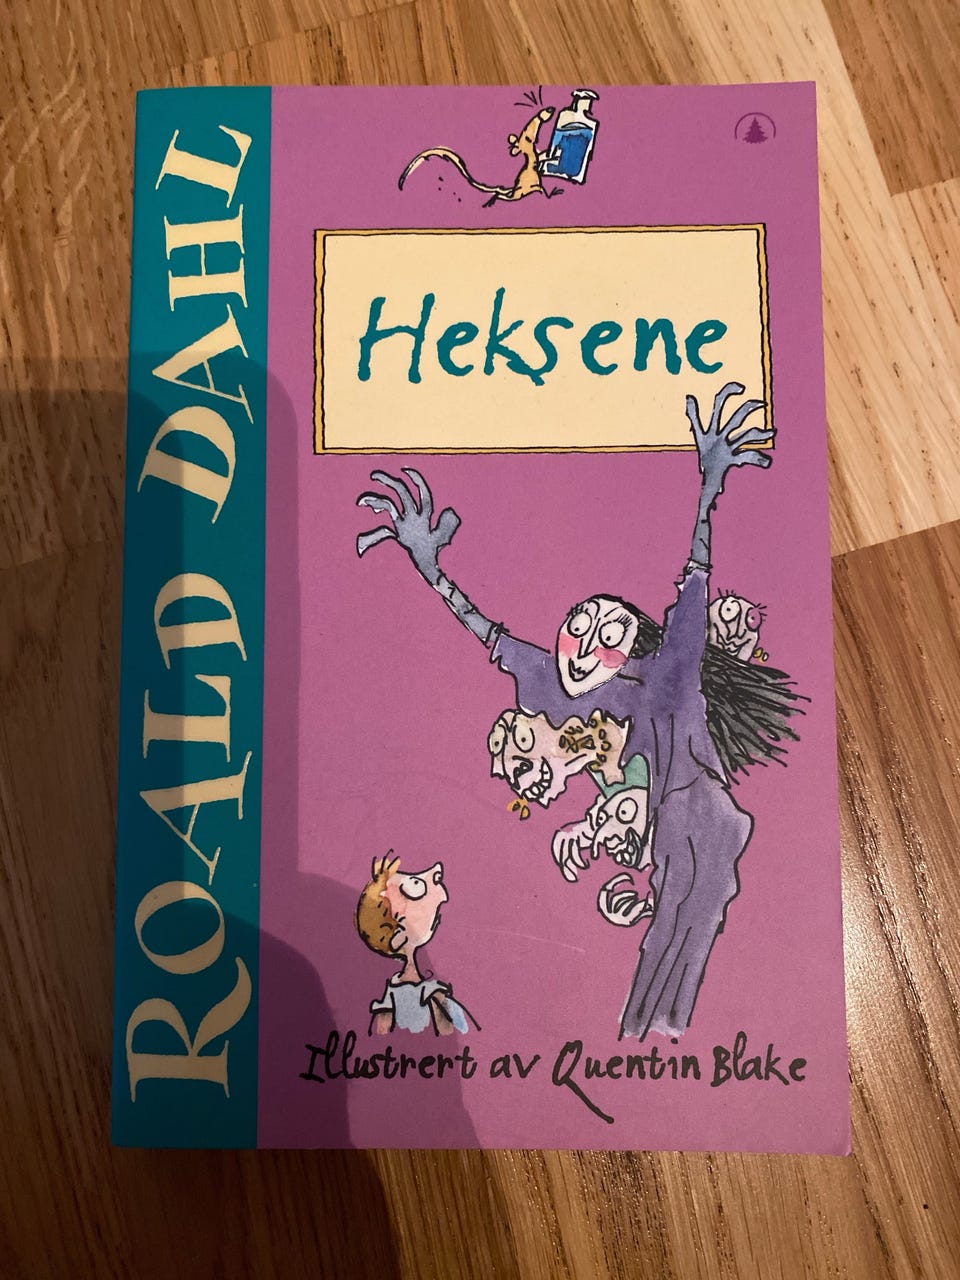 ROALD DAHL
Heksene
Illustrert av Quentin Blake